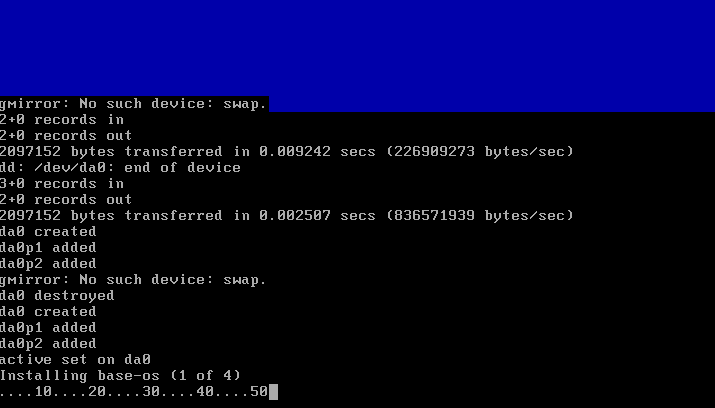 gmirror: No such device: swap.
2+0 records in
2+0 records out
2097152 bytes transferred in 0.009242 secs (226909273 bytes/sec)
dd: /dev/da0: end of device
3+0 records in
2+0 records out
2097152 bytes transferred in 0.002507 secs (836571939 bytes/sec)
da0 created
da0p1 added
da0p2 added
gmirror: No such device: swap.
da0 destroyed
da0 created
da0p1 added
da0p2 added
active set on da0
Installing base-os (1 of 4)
....10....20....30....40....50